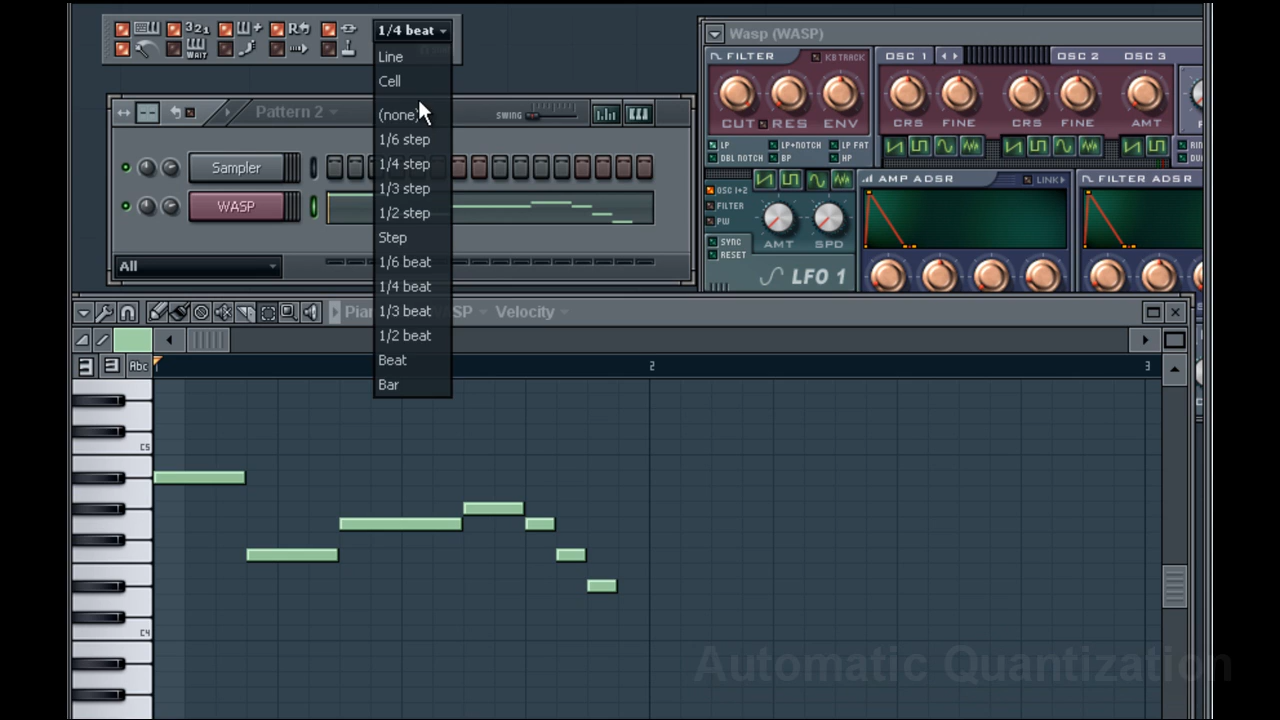 321
R
WAIT
1/4 beat
Line
Cell
(none)
1/6 step
1/4 step
1/3 step
1/2 step
Step
1/6 beat
1/4 beat
1/3 beat
1/2 beat
Beat
Bar
Pattern 2
SWING
Sampler
WASP
All
Wasp (WASP)
FILTER
KB TRACK
OSC 1
OSC 2
OSC 3
CUT
RES
ENV
CRS
FINE
CRS
FINE
AMT
LP
LP+NOTCH
LP FAT
DBL NOTCH
BP
HP
OSC 1+2
FILTER
PW
SYNC
RESET
AMT
SPD
LFO 1
AMP ADSR
LINK
FILTER ADSR
Velocity
Abc
2
3
C5
C4
Automatic Quantization